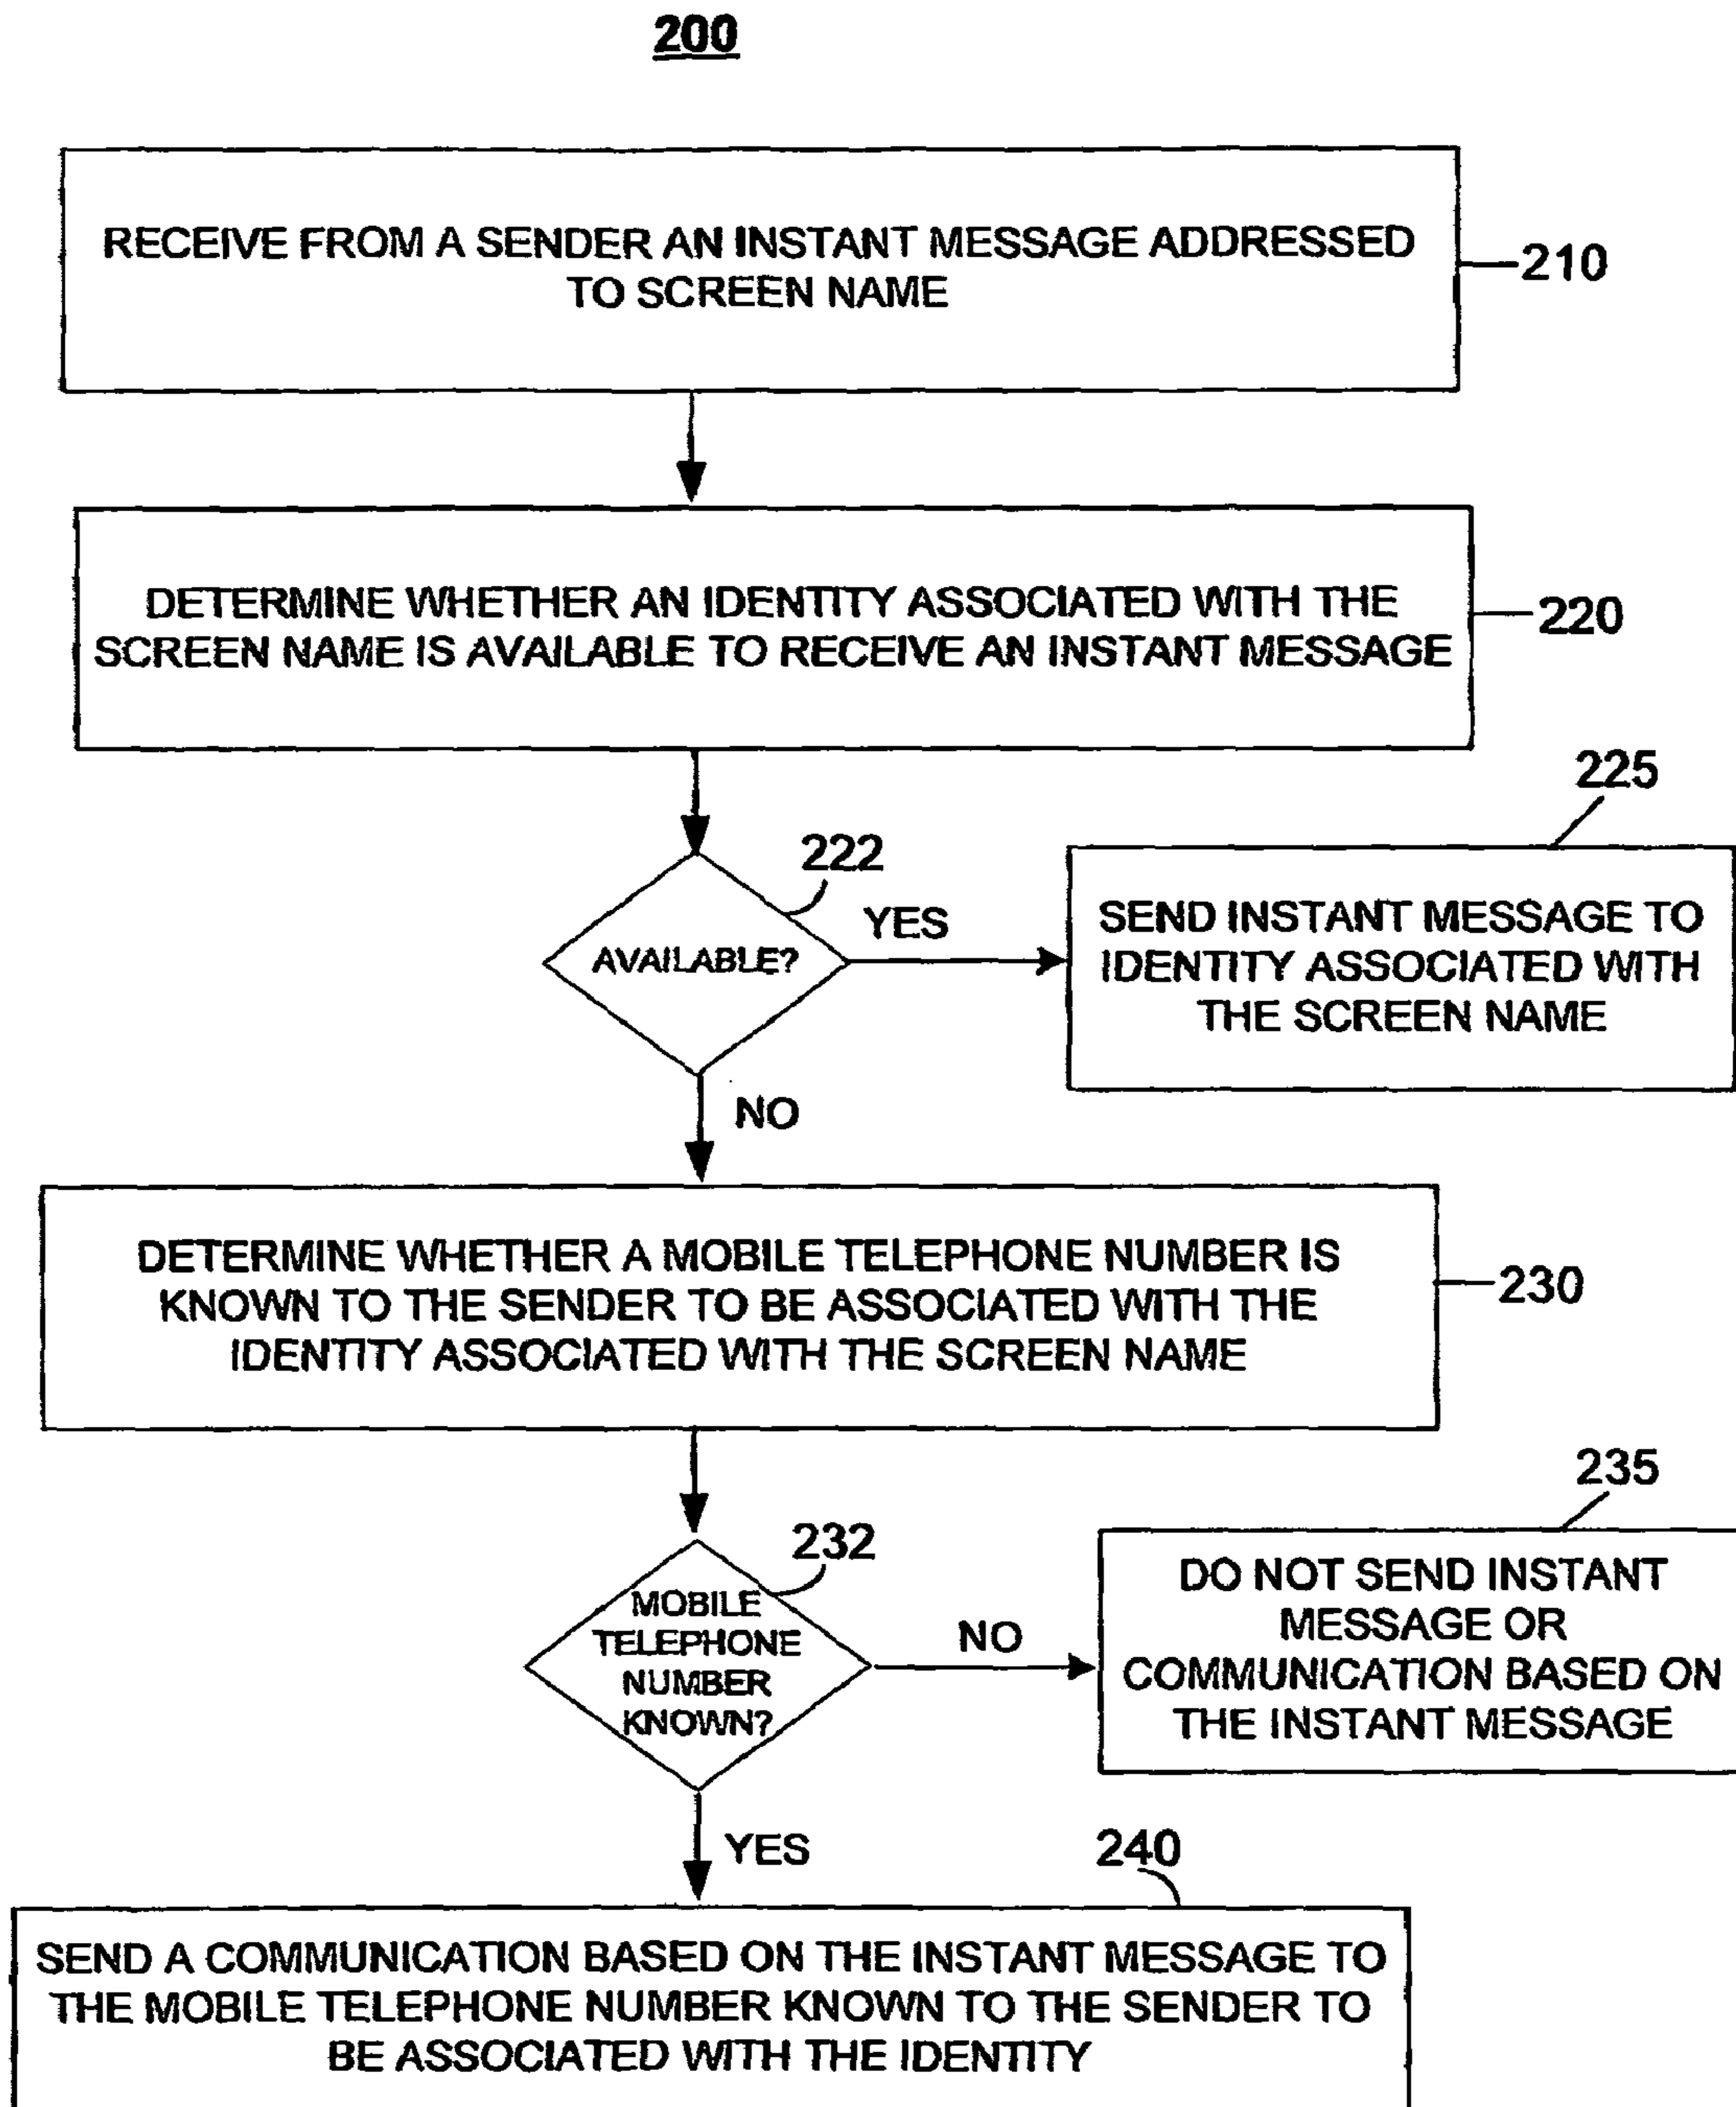 200
RECEIVE FROM A SENDER AN INSTANT MESSAGE ADDRESSED
TO SCREEN NAME
210
DETERMINE WHETHER AN IDENTITY ASSOCIATED WITH THE
SCREEN NAME IS AVAILABLE TO RECEIVE AN INSTANT MESSAGE
220
225
222
AVAILABLE?
YES
SEND INSTANT MESSAGE TO
IDENTITY ASSOCIATED WITH
THE SCREEN NAME
NO
DETERMINE WHETHER A MOBILE TELEPHONE NUMBER IS
KNOWN TO THE SENDER TO BE ASSOCIATED WITH THE
IDENTITY ASSOCIATED WITH THE SCREEN NAME
230
235
232
MOBILE
TELEPHONE
NUMBER
KNOWN?
NO
DO NOT SEND INSTANT
MESSAGE OR
COMMUNICATION BASED ON
THE INSTANT MESSAGE
YES
240
SEND A COMMUNICATION BASED ON THE INSTANT MESSAGE TO
THE MOBILE TELEPHONE NUMBER KNOWN TO THE SENDER TO
BE ASSOCIATED WITH THE IDENTITY